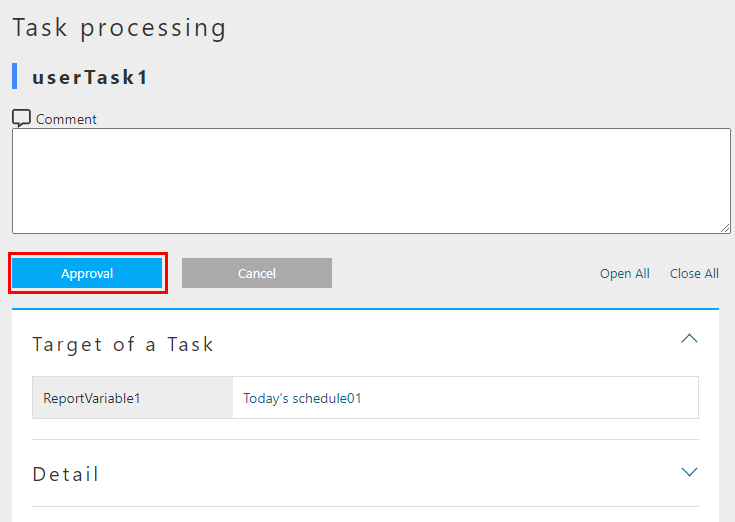 Task processing
userTask1
Comment
Approval Cancel Open All Close All
Target of a Task
ReportVariable1 Today's schedule01
Detail